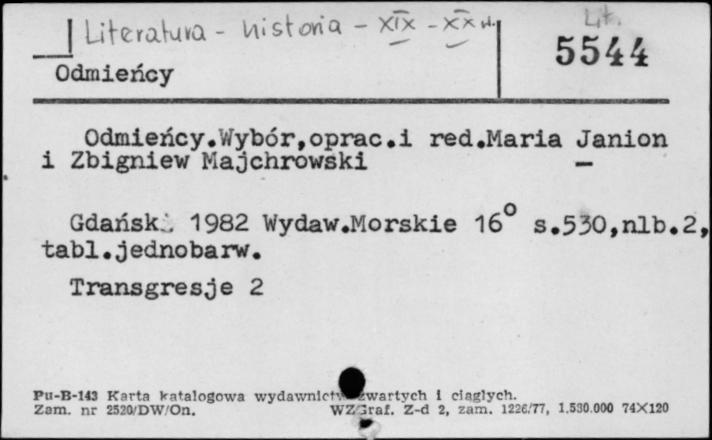 Literatura - historia - XIX - XX w.
Lit.
5544
Odmieńcy
Odmieńcy.Wybór,oprac.i red.Maria Janion
i Zbigniew Majchrowski
Gdańsk. 1982 Wydaw.Morskie 16° s.530,nlb.2,
tabl.jednobarw.
Transgresje 2
Pu-B-143 Karta katalogowa wydawnictw zwartych i ciągłych.
Zam. nr 2520/DW/On. WZGraf. Z-d 2, zam. 1226/77, 1.530.000 74X120